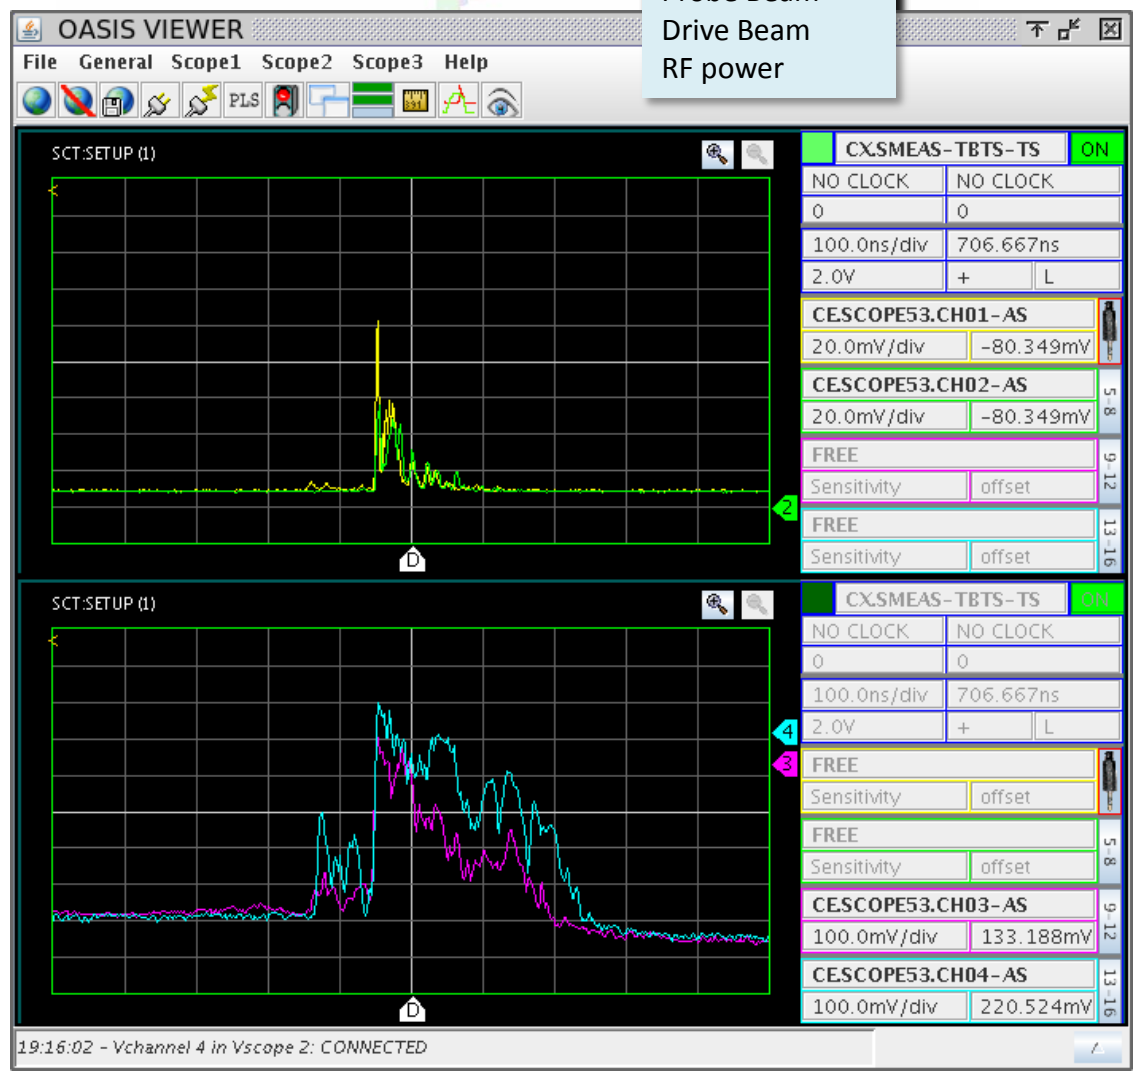 Probe Beam
Drive Beam
RF power
OASIS VIEWER
File General Scope1 Scope2 Scope3 Help
PLS
SCT:SETUP (1)
CX.SMEAS-TBTS-TS ON
NO CLOCK NO CLOCK
0 0
100.0ns/div 706.667ns
2.0V + L
CE.SCOPE53.CH01-AS
20.0mV/div -80.349mV
CE.SCOPE53.CH02-AS
20.0mV/div -80.349mV
5-8
FREE
Sensitivity offset
9-12
FREE
Sensitivity offset
13-16
2
D
SCT:SETUP (1)
CX.SMEAS-TBTS-TS ON
NO CLOCK NO CLOCK
0 0
100.0ns/div 706.667ns
2.0V + L
4
3
FREE
Sensitivity offset
FREE
Sensitivity offset
5-8
CE.SCOPE53.CH03-AS
100.0mV/div 133.188mV
9-12
CE.SCOPE53.CH04-AS
100.0mV/div 220.524mV
13-16
D
19:16:02 - Vchannel 4 in Vscope 2: CONNECTED